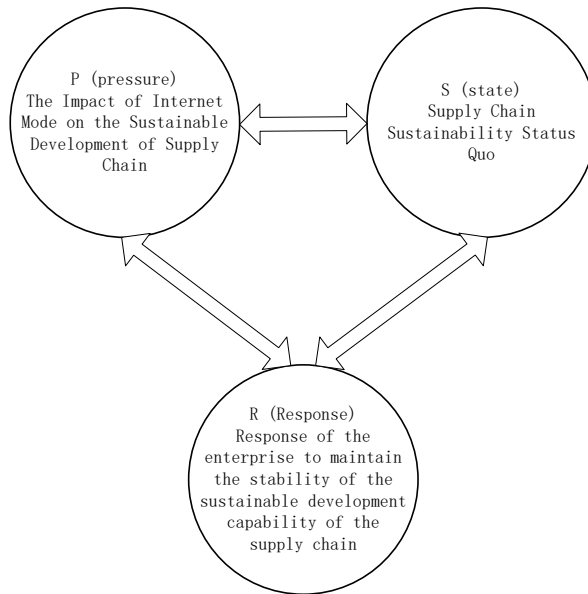 P (pressure)
The Impact of Internet
Mode on the Sustainable
Development of Supply
Chain
S (state)
Supply Chain
Sustainability Status
Quo
R (Response)
Response of the
enterprise to maintain
the stability of the
sustainable development
capability of the
supply chain